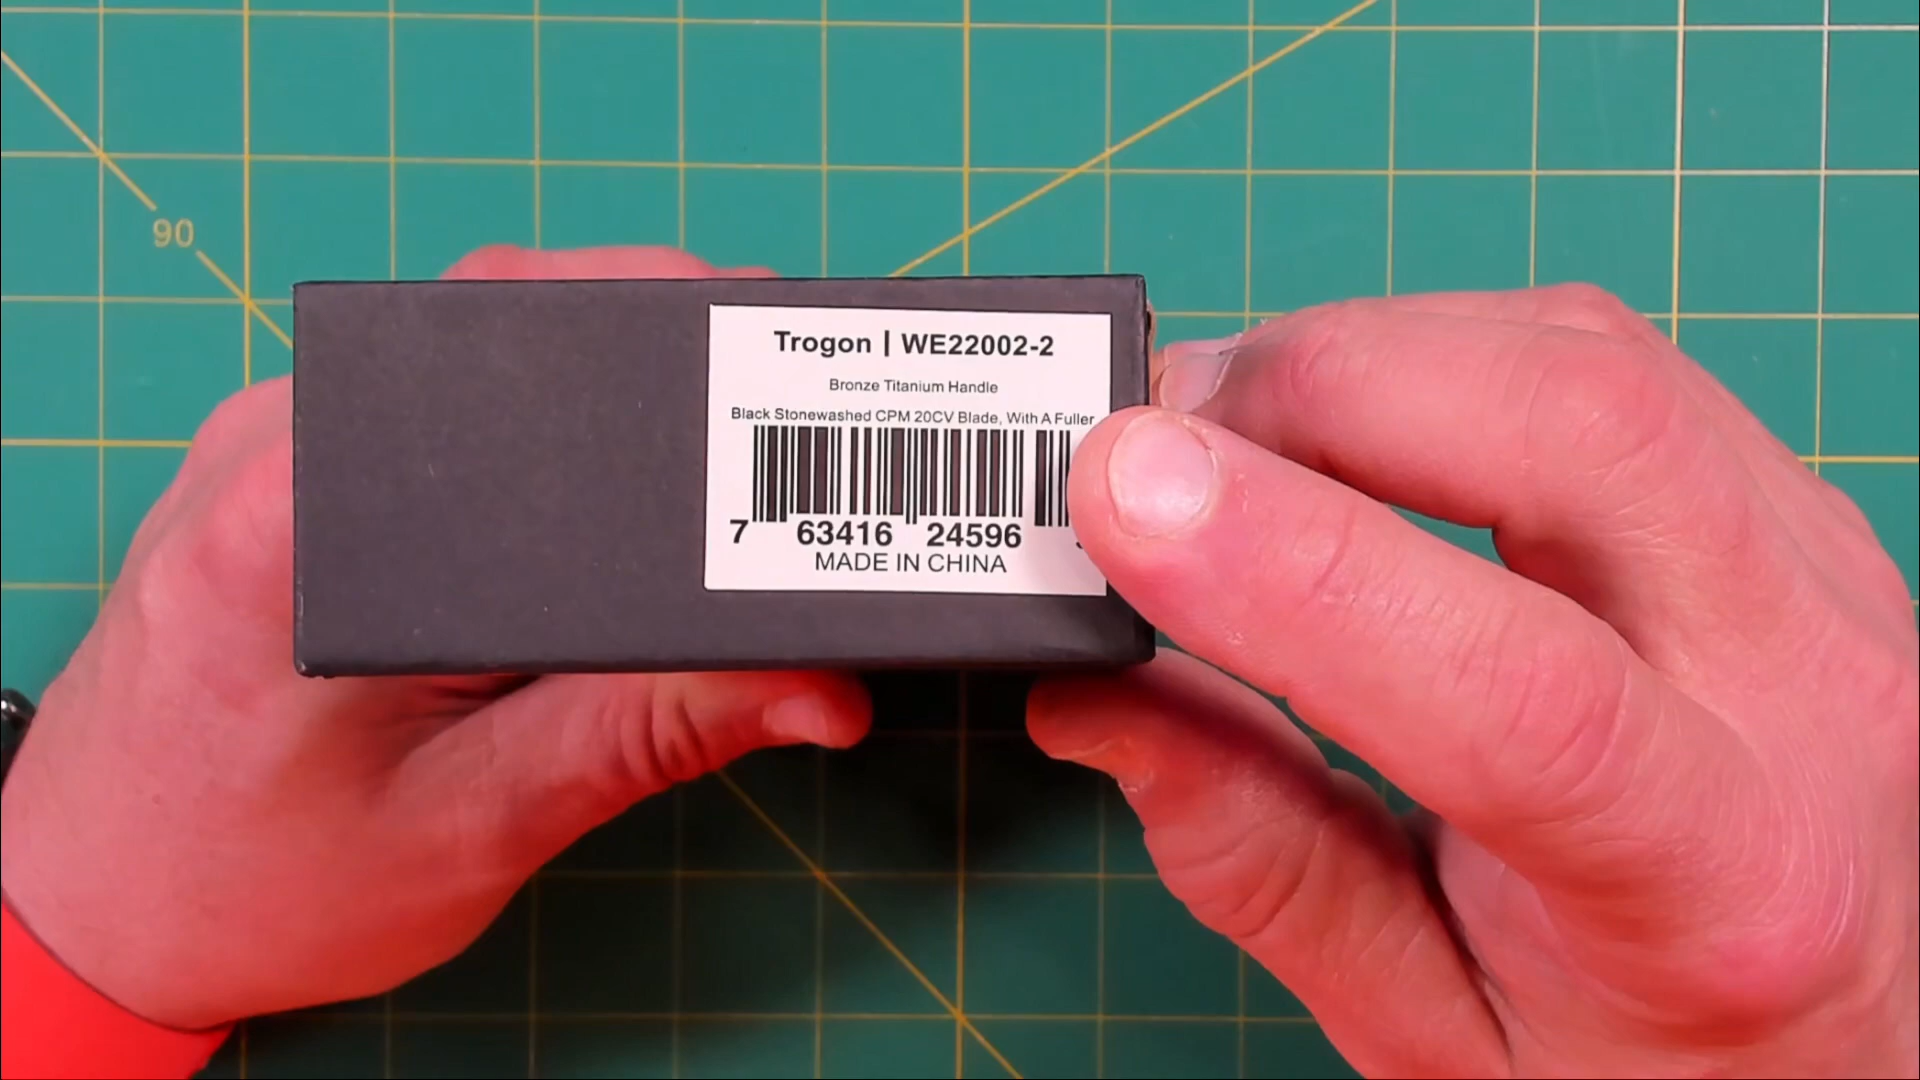 90
Trogon | WE22002-2
Bronze Titanium Handle
Black Stonewashed CPM 20CV Blade, With A Fuller
7 63416 24596
MADE IN CHINA